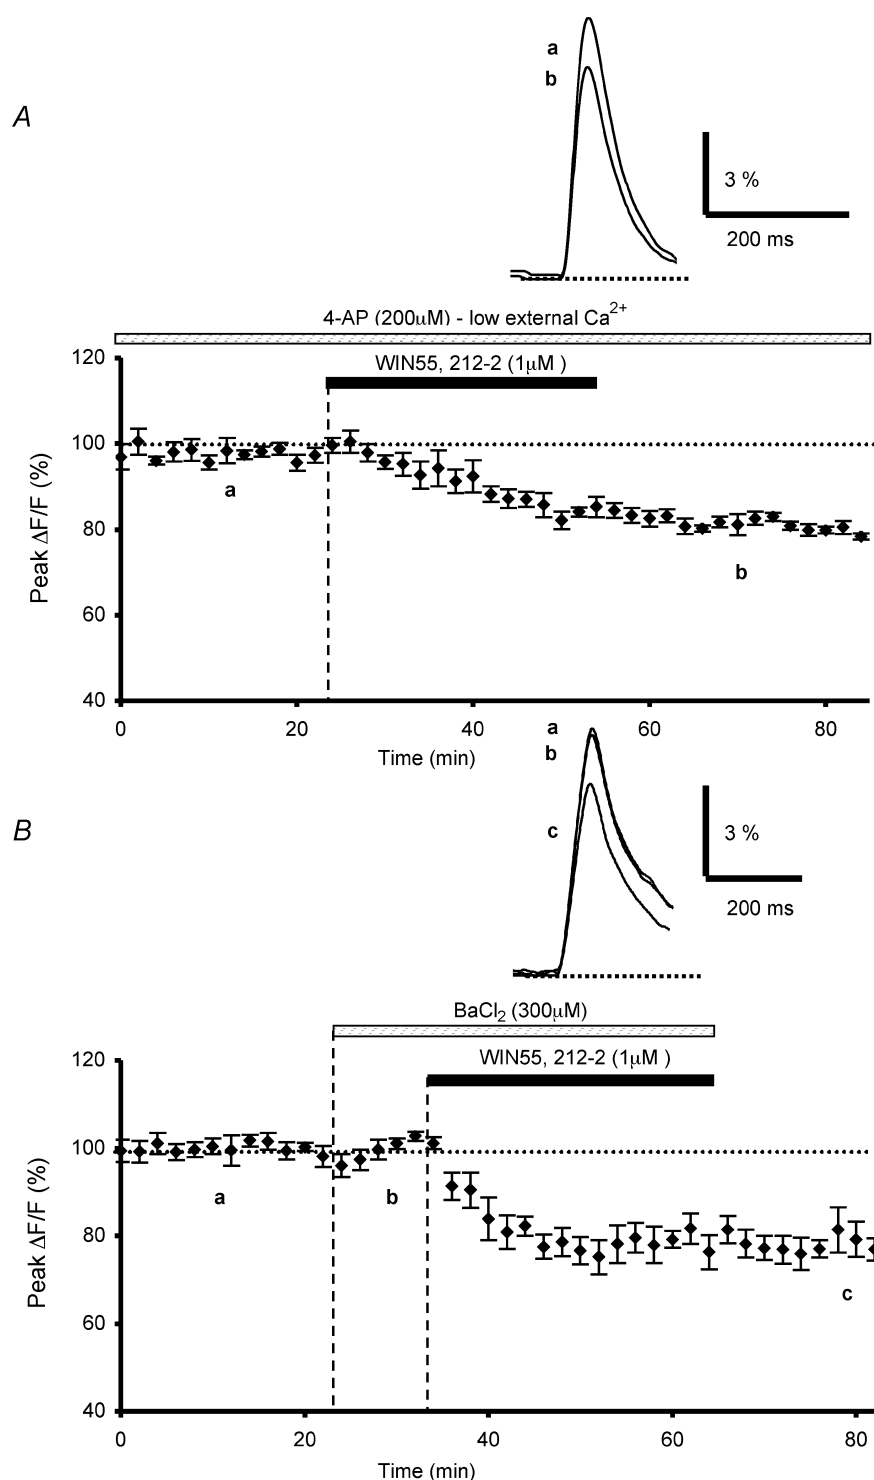 a
b
A
3 %
200 ms
4-AP (200μM) - low external Ca2+
WIN55, 212-2 (1μM )
120
100
80
60
40
Peak ΔF/F (%)
a
b
0
20
40
60
80
Time (min)
a
b
c
B
3 %
200 ms
BaCl2 (300μM)
WIN55, 212-2 (1μM )
120
100
80
60
40
Peak ΔF/F (%)
a
b
c
0
20
40
60
80
Time (min)